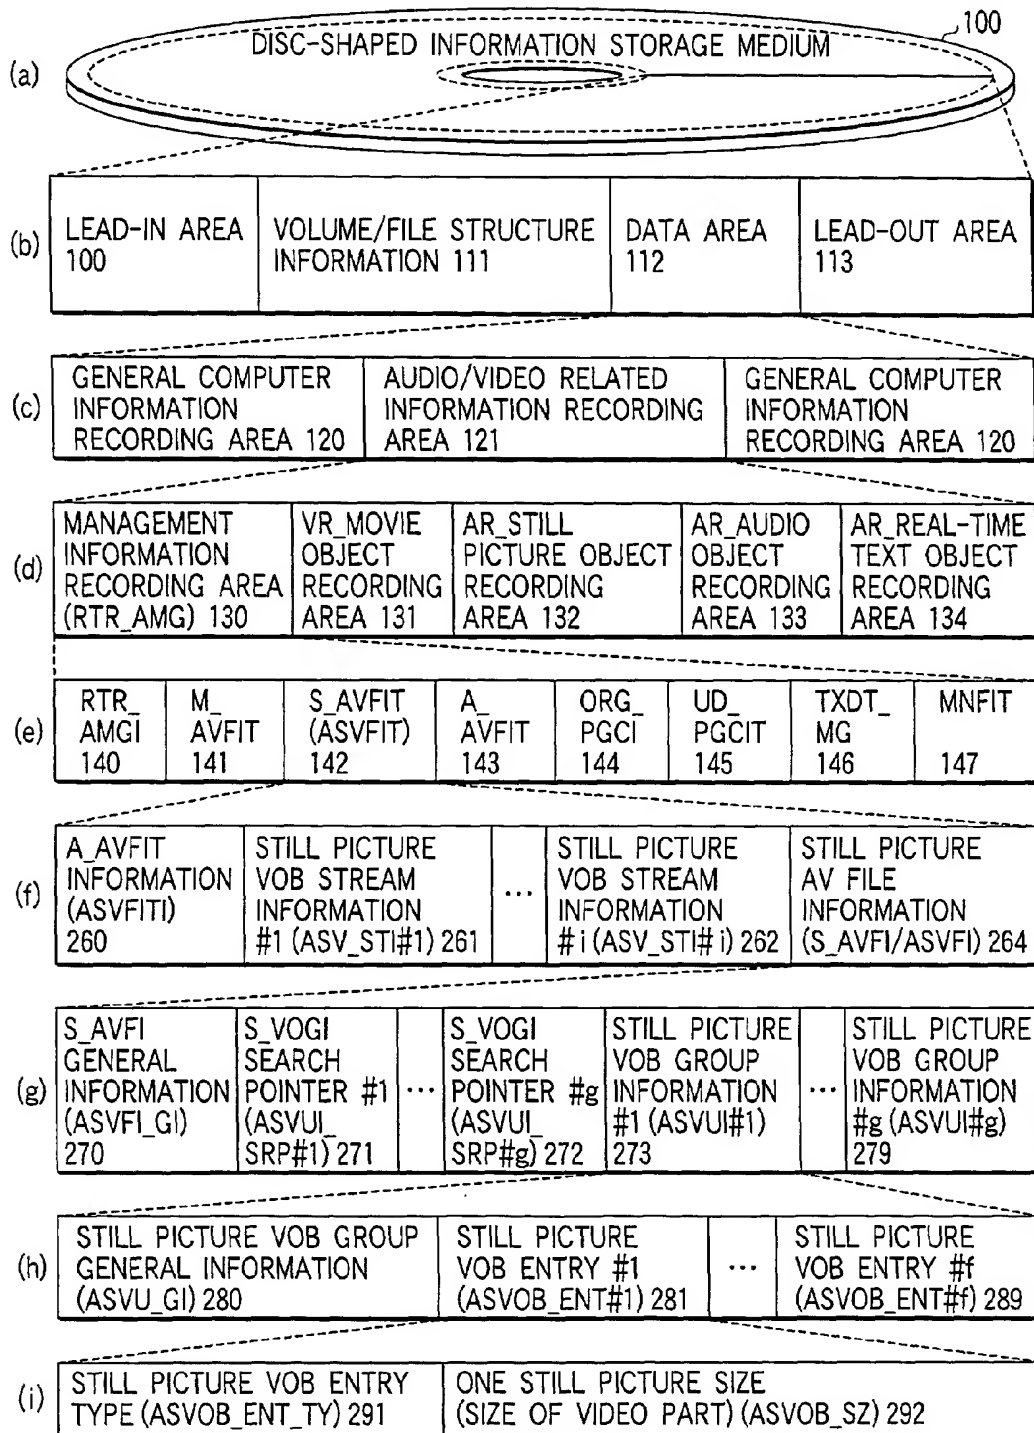 100
DISC-SHAPED INFORMATION STORAGE MEDIUM
(a)
(b)
LEAD-IN AREA
100
VOLUME/FILE STRUCTURE
INFORMATION 111
DATA AREA
112
LEAD-OUT AREA
113
(c)
GENERAL COMPUTER
INFORMATION
RECORDING AREA 120
AUDIO/VIDEO RELATED
INFORMATION RECORDING
AREA 121
GENERAL COMPUTER
INFORMATION
RECORDING AREA 120
(d)
MANAGEMENT
INFORMATION
RECORDING AREA
(RTR_AMG) 130
VR_MOVIE
OBJECT
RECORDING
AREA 131
AR_STILL
PICTURE OBJECT
RECORDING
AREA 132
AR_AUDIO
OBJECT
RECORDING
AREA 133
AR_REAL-TIME
TEXT OBJECT
RECORDING
AREA 134
(e)
RTR_
AMGI
140
M_
AVFIT
141
S_AVFIT
(ASVFIT)
142
A_
AVFIT
143
ORG_
PGCI
144
UD_
PGCIT
145
TXDT_
MG
146
MNFIT
147
(f)
A_AVFIT
INFORMATION
(ASVFITI)
260
STILL PICTURE
VOB STREAM
INFORMATION
#1 (ASV_STI#1) 261
...
STILL PICTURE
VOB STREAM
INFORMATION
#i (ASV_STI#i) 262
STILL PICTURE
AV FILE
INFORMATION
(S_AVFI/ASVFI) 264
(g)
S_AVFI
GENERAL
INFORMATION
(ASVFI_GI)
270
S_VOGI
SEARCH
POINTER #1
(ASVUI_
SRP#1) 271
...
S_VOGI
SEARCH
POINTER #g
(ASVUI_
SRP#g) 272
STILL PICTURE
VOB GROUP
INFORMATION
#1 (ASVUI#1)
273
...
STILL PICTURE
VOB GROUP
INFORMATION
#g (ASVUI#g)
279
(h)
STILL PICTURE VOB GROUP
GENERAL INFORMATION
(ASVU_GI) 280
STILL PICTURE
VOB ENTRY #1
(ASVOB_ENT#1) 281
...
STILL PICTURE
VOB ENTRY #f
(ASVOB_ENT#f) 289
(i)
STILL PICTURE VOB ENTRY
TYPE (ASVOB_ENT_TY) 291
ONE STILL PICTURE SIZE
(SIZE OF VIDEO PART) (ASVOB_SZ) 292